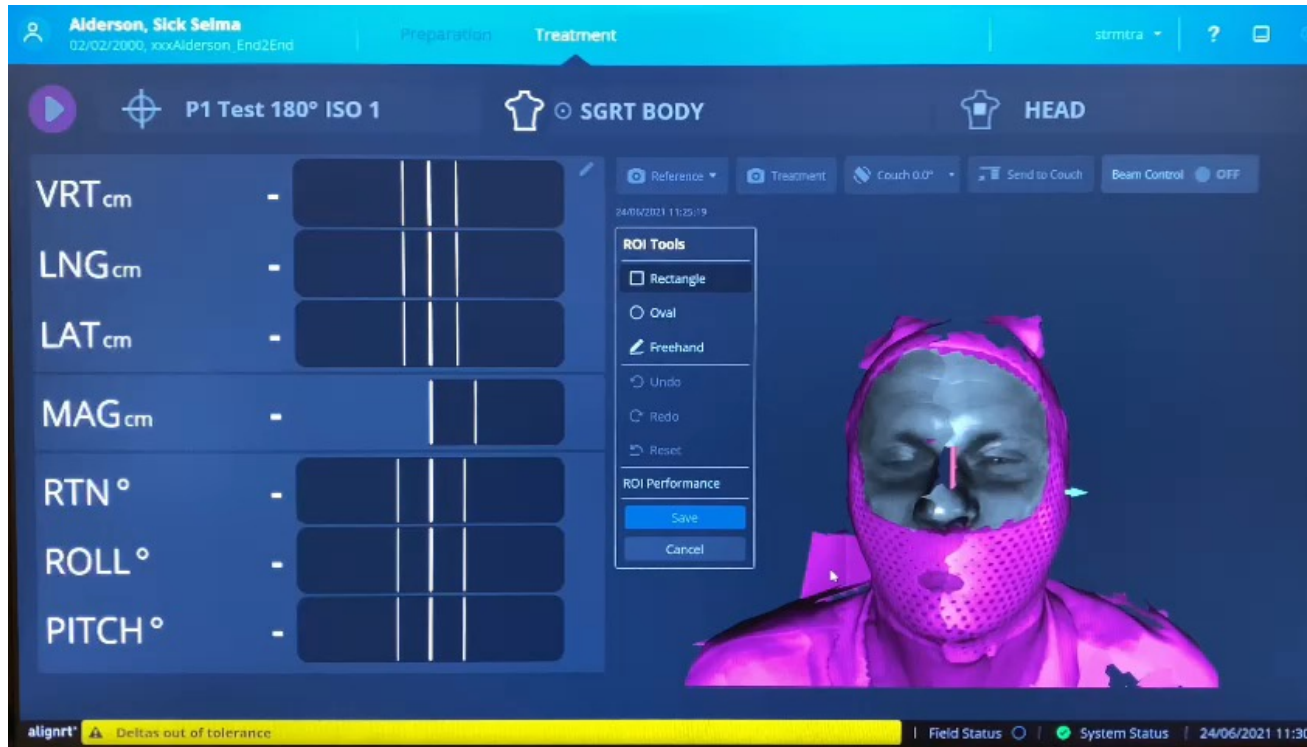 Alderson, Sick Selma
02/02/2000, xxxAlderson_End2End
Preparation
Treatment
strmtra
?
P1 Test 180° ISO 1
SGRT BODY
HEAD
VRT cm -
LNG cm -
LAT cm -
MAG cm -
RTN ° -
ROLL ° -
PITCH ° -
Reference
Treatment
Couch 0.0°
Send to Couch
Beam Control OFF
24/06/2021 11:25:19
ROI Tools
Rectangle
Oval
Freehand
Undo
Redo
Reset
ROI Performance
Save
Cancel
alignrt
Deltas out of tolerance
Field Status
System Status
24/06/2021 11:30